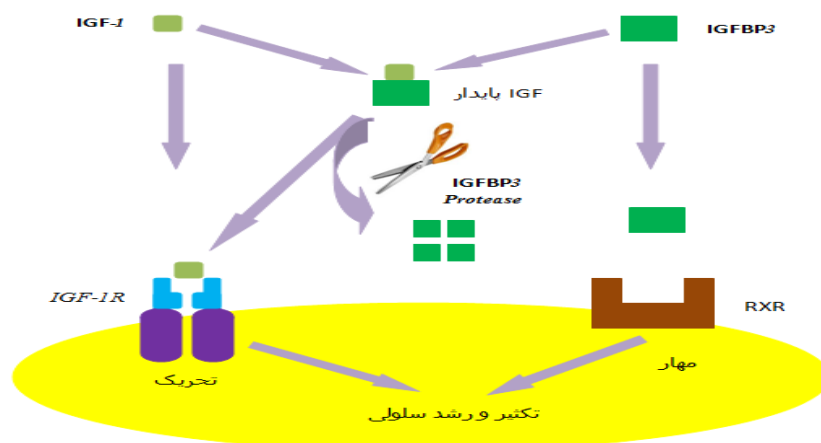 IGF-1
IGFBP3
IGF پایدار
IGFBP3
Protease
IGF-1R
RXR
مهار
تحریک
تکثیر و رشد سلولی